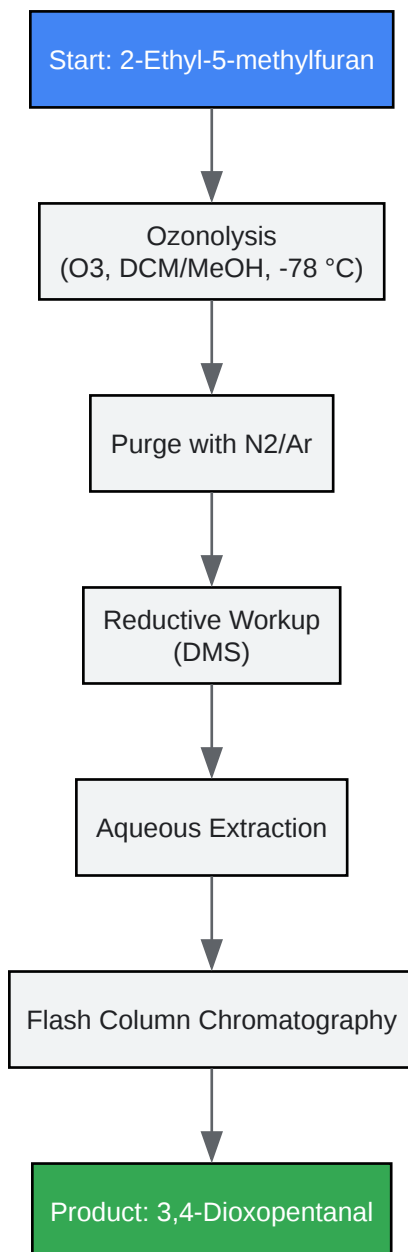 Start: 2-Ethyl-5-methylfuran
Ozonolysis
(O3, DCM/MeOH, -78 °C)
Purge with N2/Ar
Reductive Workup
(DMS)
Aqueous Extraction
Flash Column Chromatography
Product: 3,4-Dioxopentanal